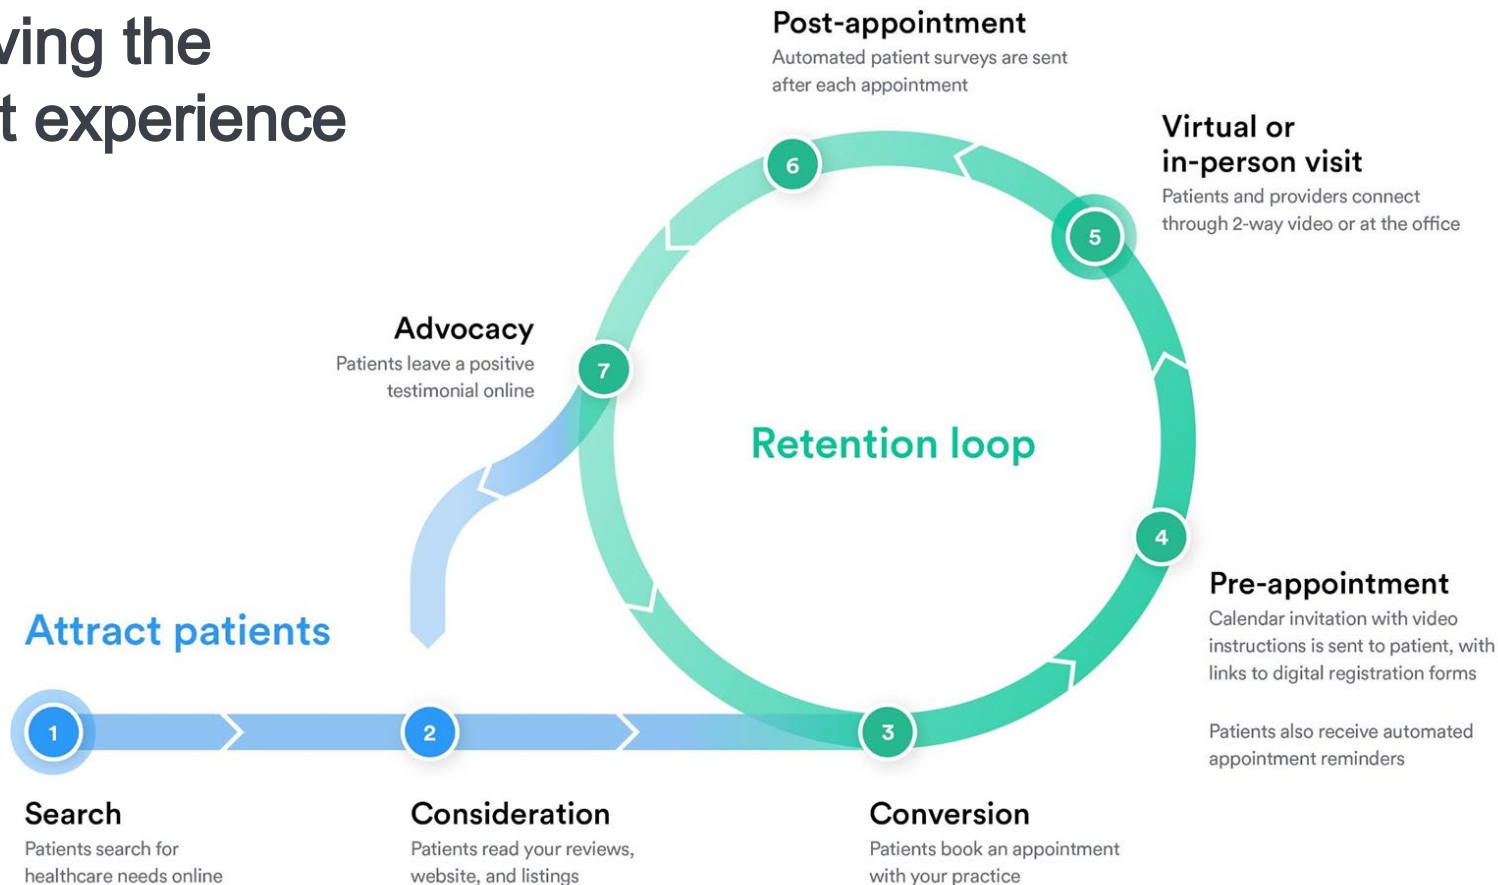 ving the
t experience
Post-appointment
Automated patient surveys are sent
after each appointment
Virtual or
in-person visit
Patients and providers connect
through 2-way video or at the office
6
5
Advocacy
Patients leave a positive
testimonial online
7
Retention loop
4
Pre-appointment
Calendar invitation with video
instructions is sent to patient, with
links to digital registration forms
Patients also receive automated
appointment reminders
Attract patients
1
2
3
Search
Patients search for
healthcare needs online
Consideration
Patients read your reviews,
website, and listings
Conversion
Patients book an appointment
with your practice